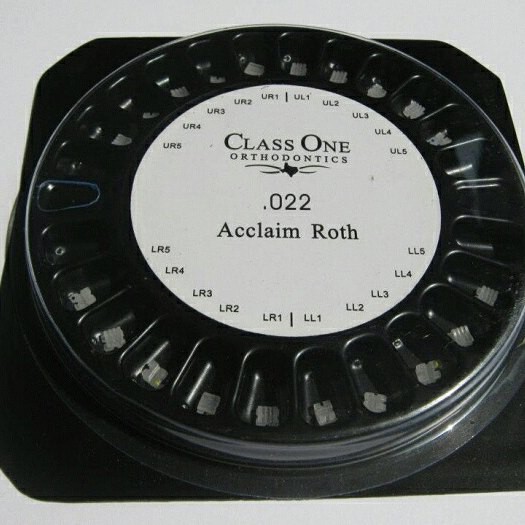 UR1 | UL1
UR2 UL2
UR3 UL3
UR4 UL4
UR5 UL5
CLASS ONE
ORTHODONTICS
.022
Acclaim Roth
LR5 LL5
LR4 LL4
LR3 LL3
LR2 LL2
LR1 | LL1